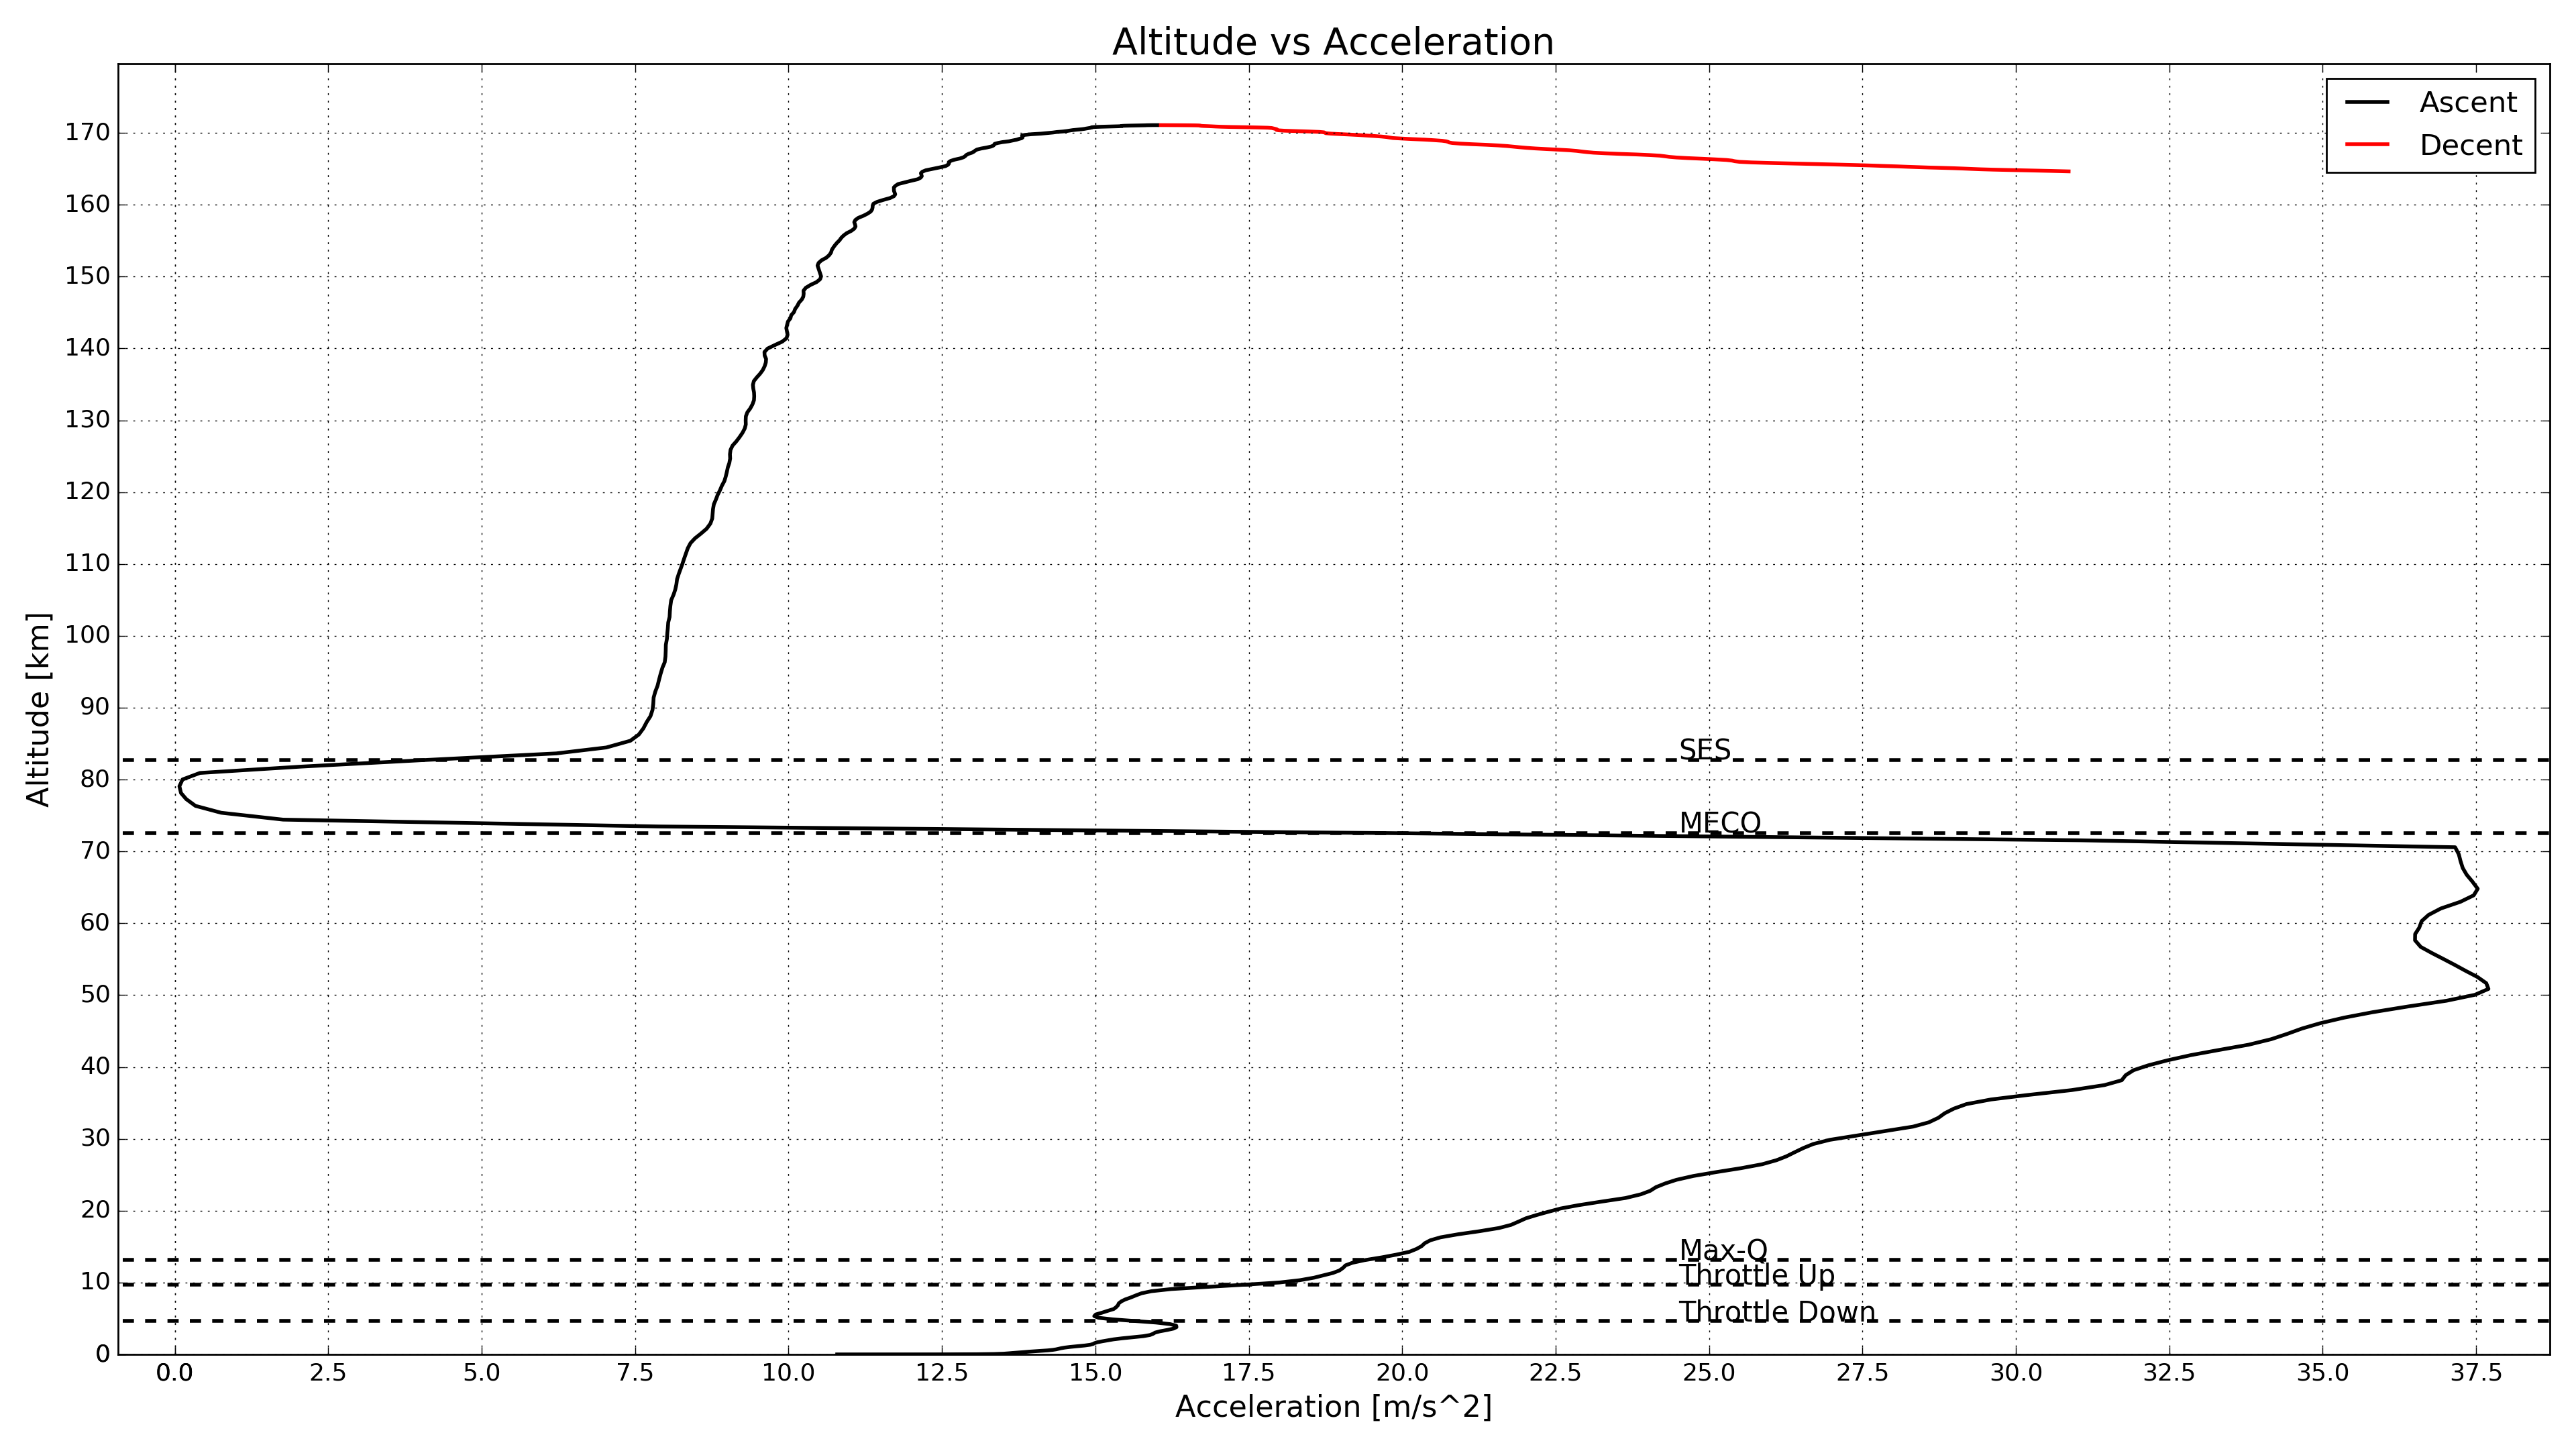 Altitude vs Acceleration
Ascent
Decent
Altitude [km]
170
160
150
140
130
120
110
100
90
80
70
60
50
40
30
20
10
0
SES
MECO
Max-Q
Throttle Up
Throttle Down
0.0 2.5 5.0 7.5 10.0 12.5 15.0 17.5 20.0 22.5 25.0 27.5 30.0 32.5 35.0 37.5
Acceleration [m/s^2]